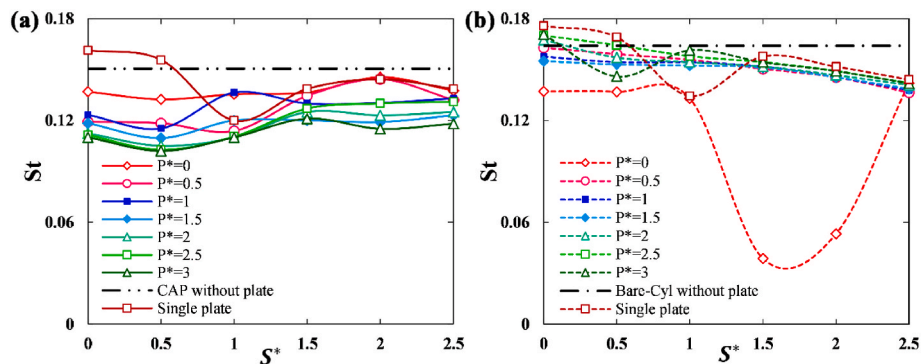 (a)
0.18
0.12
0.06
0
St
P*=0
P*=0.5
P*=1
P*=1.5
P*=2
P*=2.5
P*=3
CAP without plate
Single plate
0 0.5 1 1.5 2 2.5
S*
(b)
0.18
0.12
0.06
0
St
P*=0
P*=0.5
P*=1
P*=1.5
P*=2
P*=2.5
P*=3
Bare-Cyl without plate
Single plate
0 0.5 1 1.5 2 2.5
S*